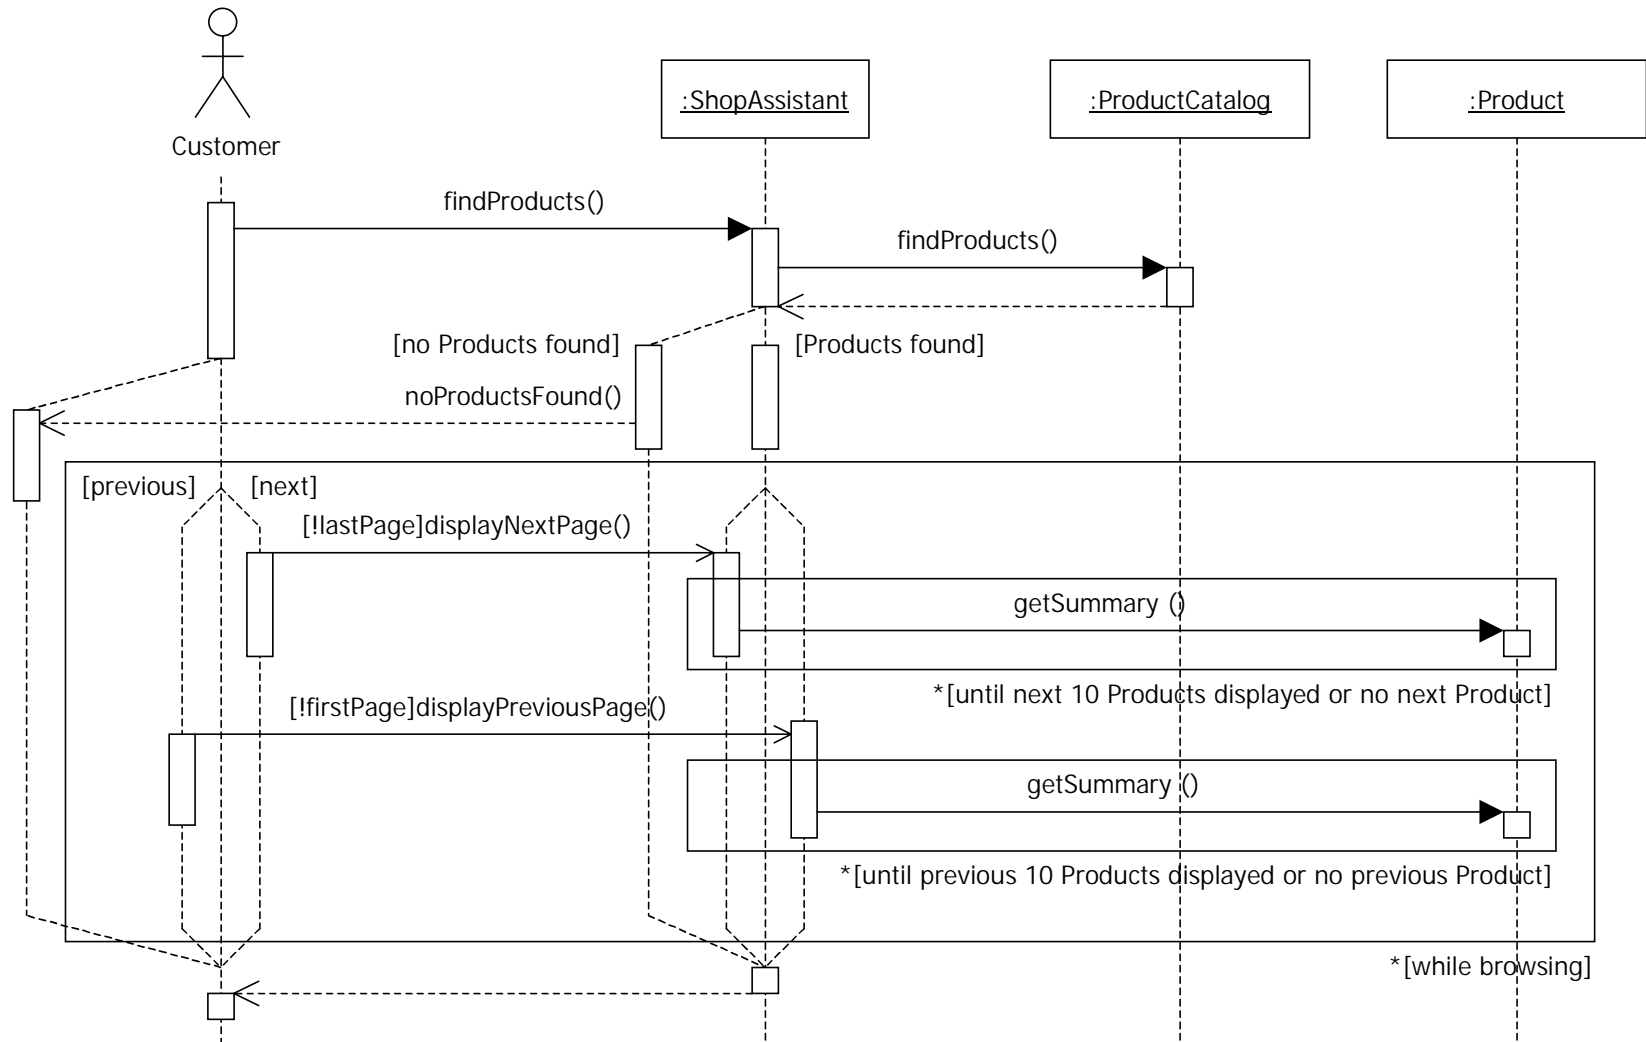 :ShopAssistant
:ProductCatalog
:Product
Customer
findProducts()
findProducts()
[no Products found]
[Products found]
noProductsFound()
[previous]
[next]
[!lastPage]displayNextPage()
getSummary ()
*[until next 10 Products displayed or no next Product]
[!firstPage]displayPreviousPage()
getSummary ()
*[until previous 10 Products displayed or no previous Product]
*[while browsing]